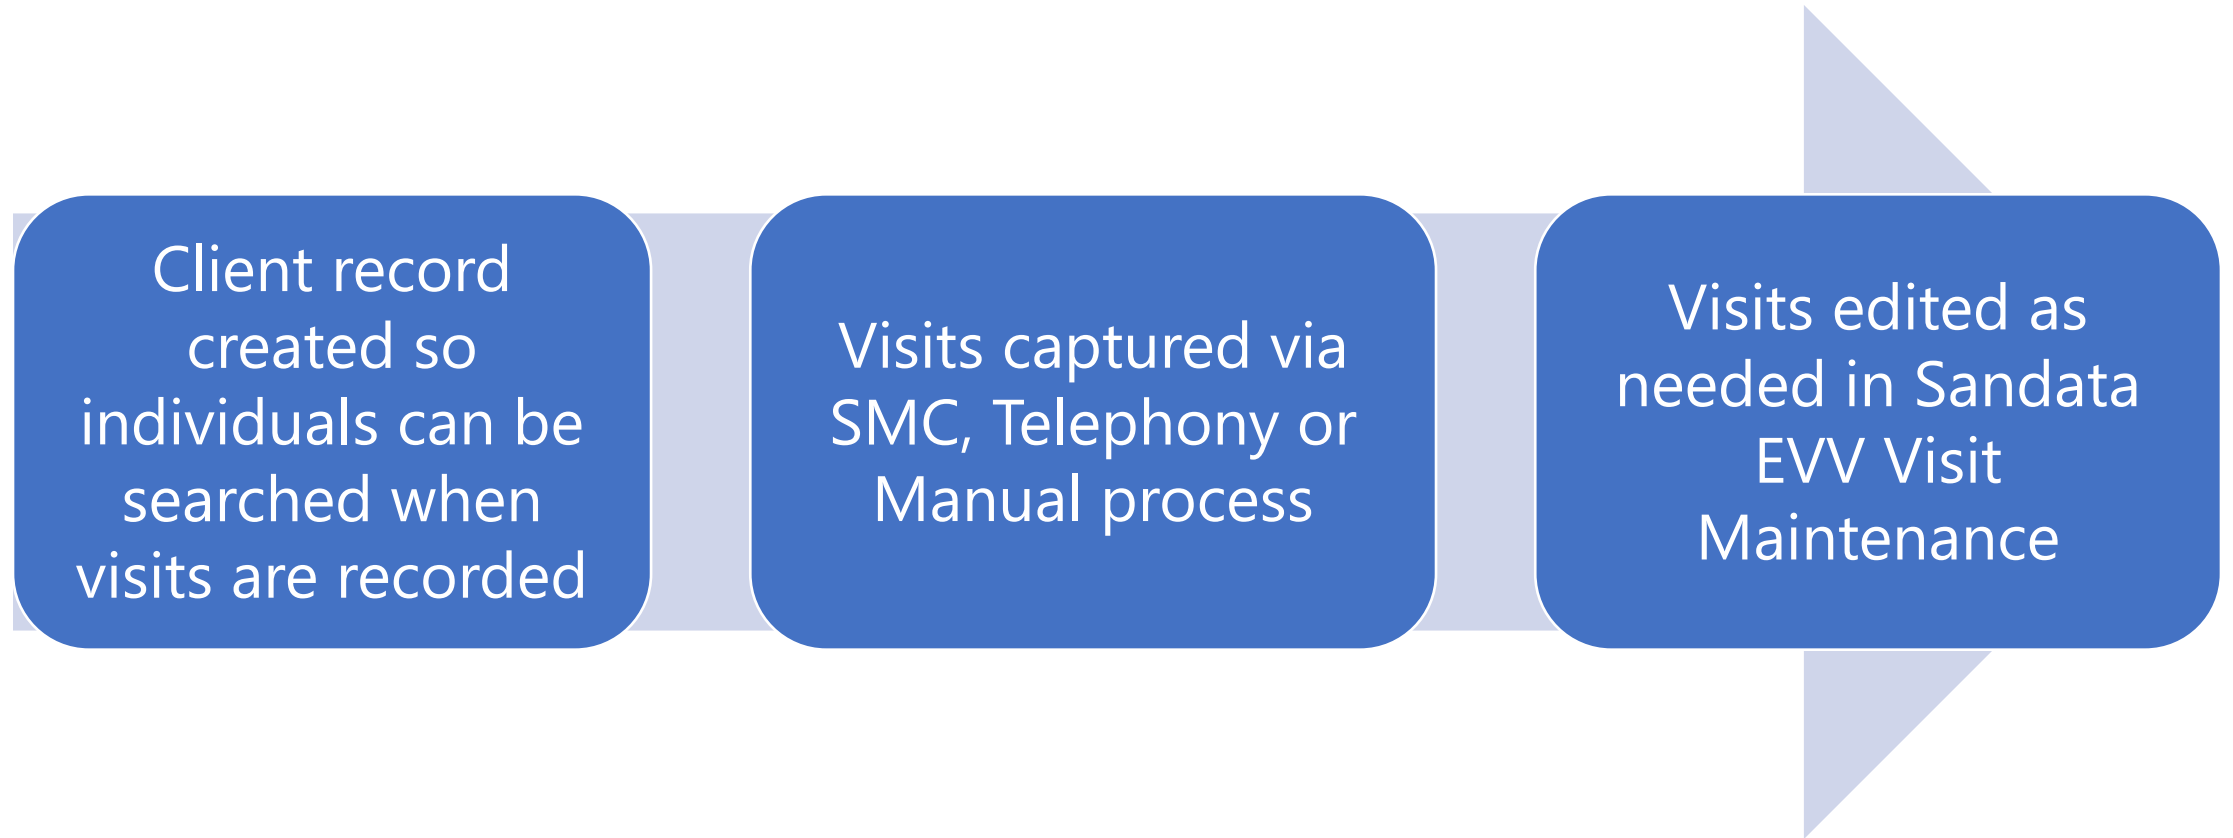 Client record
created so
individuals can be
searched when
visits are recorded
Visits captured via
SMC, Telephony or
Manual process
Visits edited as
needed in Sandata
EVV Visit
Maintenance